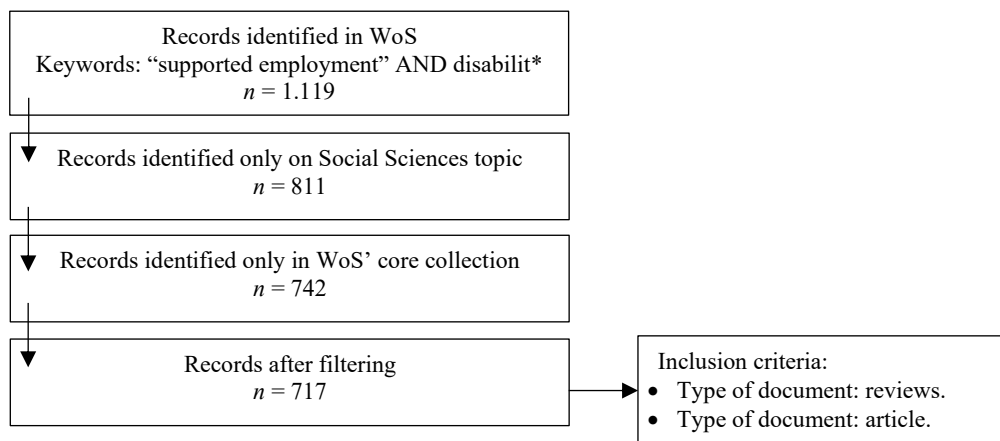 Records identified in WoS
Keywords: “supported employment” AND disabilit*
n = 1.119
Records identified only on Social Sciences topic
n = 811
Records identified only in WoS’ core collection
n = 742
Records after filtering
n = 717
Inclusion criteria:
• Type of document: reviews.
• Type of document: article.